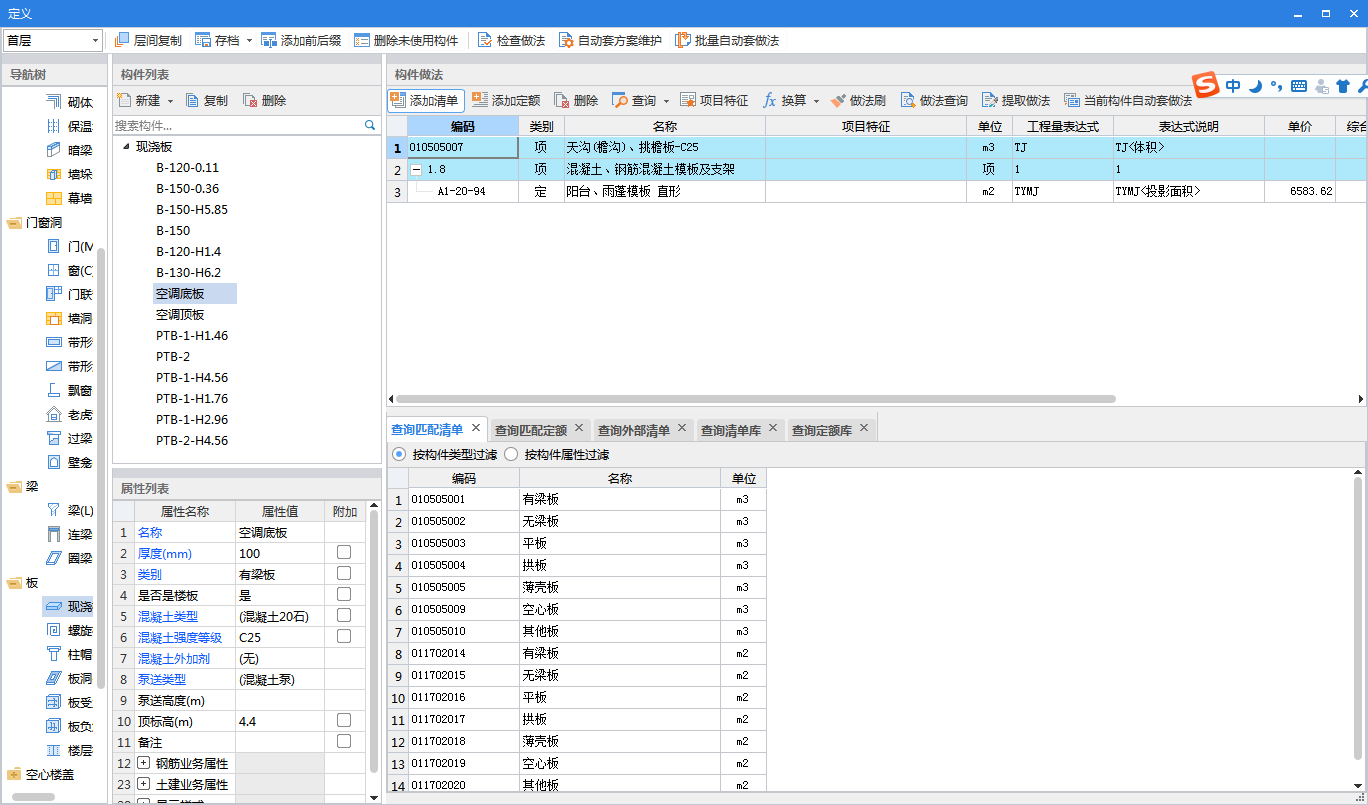 定义
首层 层间复制 存档 添加前后缀 删除未使用构件 检查做法 自动套方案维护 批量自动套做法
导航树
砌体
保温
暗梁
墙垛
幕墙
门窗洞
门(M
窗(C
门联
墙洞
带形
带形
飘窗
老虎
过梁
壁龛
梁
梁(L)
连梁
圈梁
板
现浇
螺旋
柱帽
板洞
板受
板负
楼层
空心楼盖
构件列表
新建 复制 删除
搜索构件...
现浇板
B-120-0.11
B-150-0.36
B-150-H5.85
B-150
B-120-H1.4
B-130-H6.2
空调底板
空调顶板
PTB-1-H1.46
PTB-2
PTB-1-H4.56
PTB-1-H1.76
PTB-1-H2.96
PTB-2-H4.56
属性列表
属性名称 属性值 附加
1 名称 空调底板
2 厚度(mm) 100
3 类别 有梁板
4 是否是楼板 是
5 混凝土类型 (混凝土20石)
6 混凝土强度等级 C25
7 混凝土外加剂 (无)
8 泵送类型 (混凝土泵)
9 泵送高度(m)
10 顶标高(m) 4.4
11 备注
12 + 钢筋业务属性
23 + 土建业务属性
构件做法
添加清单 添加定额 删除 查询 项目特征 fx 换算 做法刷 做法查询 提取做法 当前构件自动套做法
S 中
编码 类别 名称 项目特征 单位 工程量表达式 表达式说明 单价 综合
1 010505007 项 天沟(檐沟)、挑檐板-C25 m3 TJ TJ<体积>
2 1.8 项 混凝土、钢筋混凝土模板及支架 项 1 1
3 A1-20-94 定 阳台、雨蓬模板 直形 m2 TYMJ TYMJ<投影面积> 6583.62
查询匹配清单 查询匹配定额 查询外部清单 查询清单库 查询定额库
按构件类型过滤 按构件属性过滤
编码 名称 单位
1 010505001 有梁板 m3
2 010505002 无梁板 m3
3 010505003 平板 m3
4 010505004 拱板 m3
5 010505005 薄壳板 m3
6 010505009 空心板 m3
7 010505010 其他板 m3
8 011702014 有梁板 m2
9 011702015 无梁板 m2
10 011702016 平板 m2
11 011702017 拱板 m2
12 011702018 薄壳板 m2
13 011702019 空心板 m2
14 011702020 其他板 m2